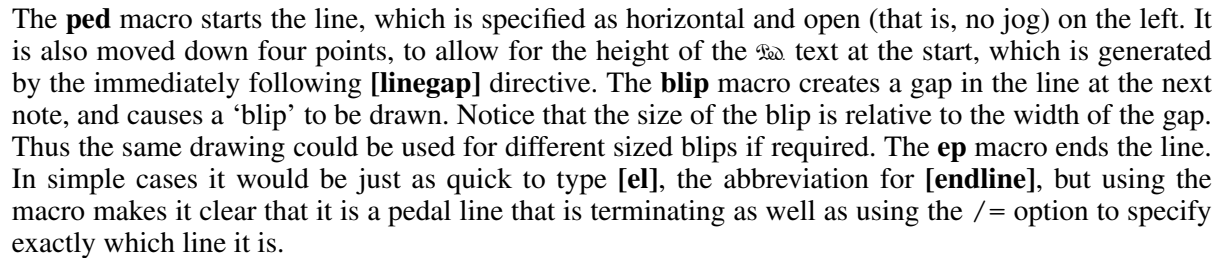 The ped macro starts the line, which is specified as horizontal and open (that is, no jog) on the left. It
is also moved down four points, to allow for the height of the 𝆮 text at the start, which is generated
by the immediately following [linegap] directive. The blip macro creates a gap in the line at the next
note, and causes a ‘blip’ to be drawn. Notice that the size of the blip is relative to the width of the gap.
Thus the same drawing could be used for different sized blips if required. The ep macro ends the line.
In simple cases it would be just as quick to type [el], the abbreviation for [endline], but using the
macro makes it clear that it is a pedal line that is terminating as well as using the /= option to specify
exactly which line it is.